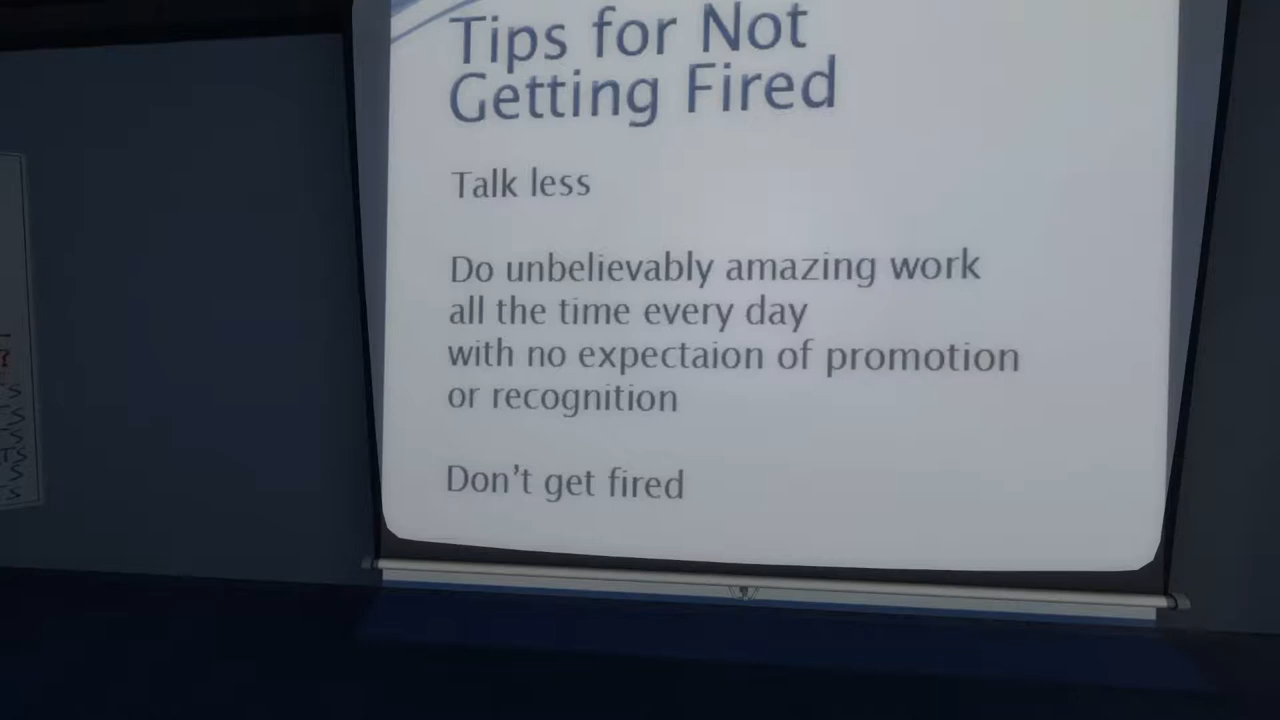 Tips for Not
Getting Fired
Talk less
Do unbelievably amazing work
all the time every day
with no expectaion of promotion
or recognition
Don't get fired